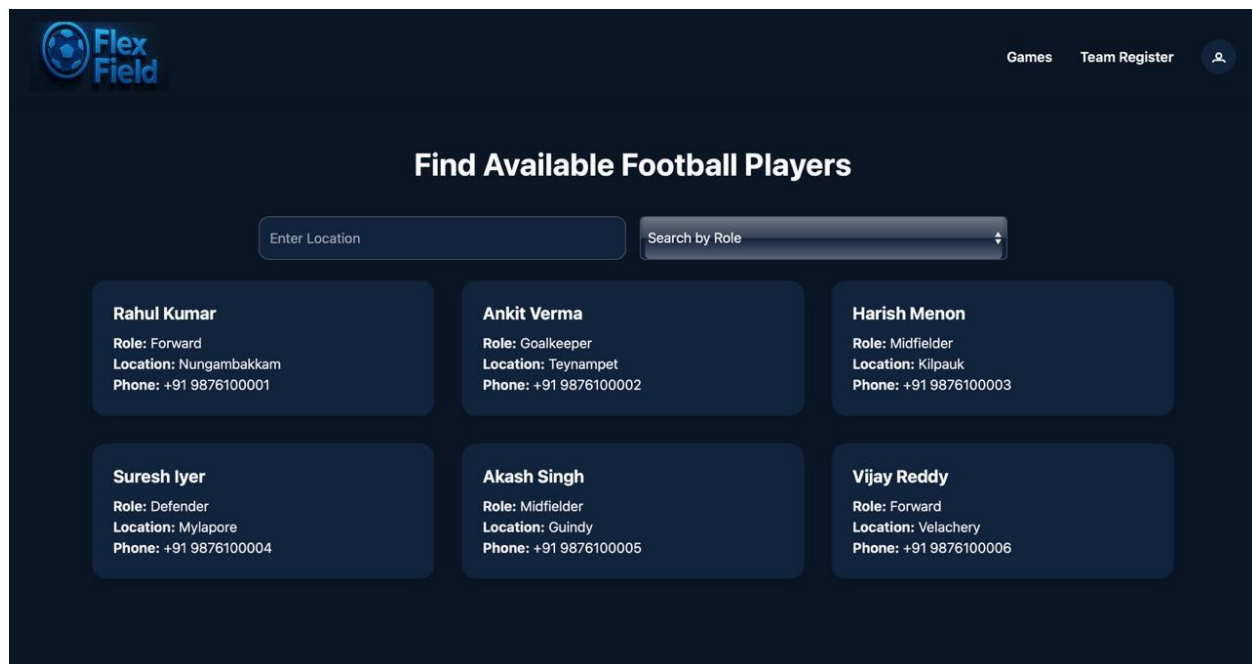 Flex
Field
Games Team Register
Find Available Football Players
Enter Location Search by Role
Rahul Kumar
Role: Forward
Location: Nungambakkam
Phone: +91 9876100001
Ankit Verma
Role: Goalkeeper
Location: Teynampet
Phone: +91 9876100002
Harish Menon
Role: Midfielder
Location: Kilpauk
Phone: +91 9876100003
Suresh Iyer
Role: Defender
Location: Mylapore
Phone: +91 9876100004
Akash Singh
Role: Midfielder
Location: Guindy
Phone: +91 9876100005
Vijay Reddy
Role: Forward
Location: Velachery
Phone: +91 9876100006